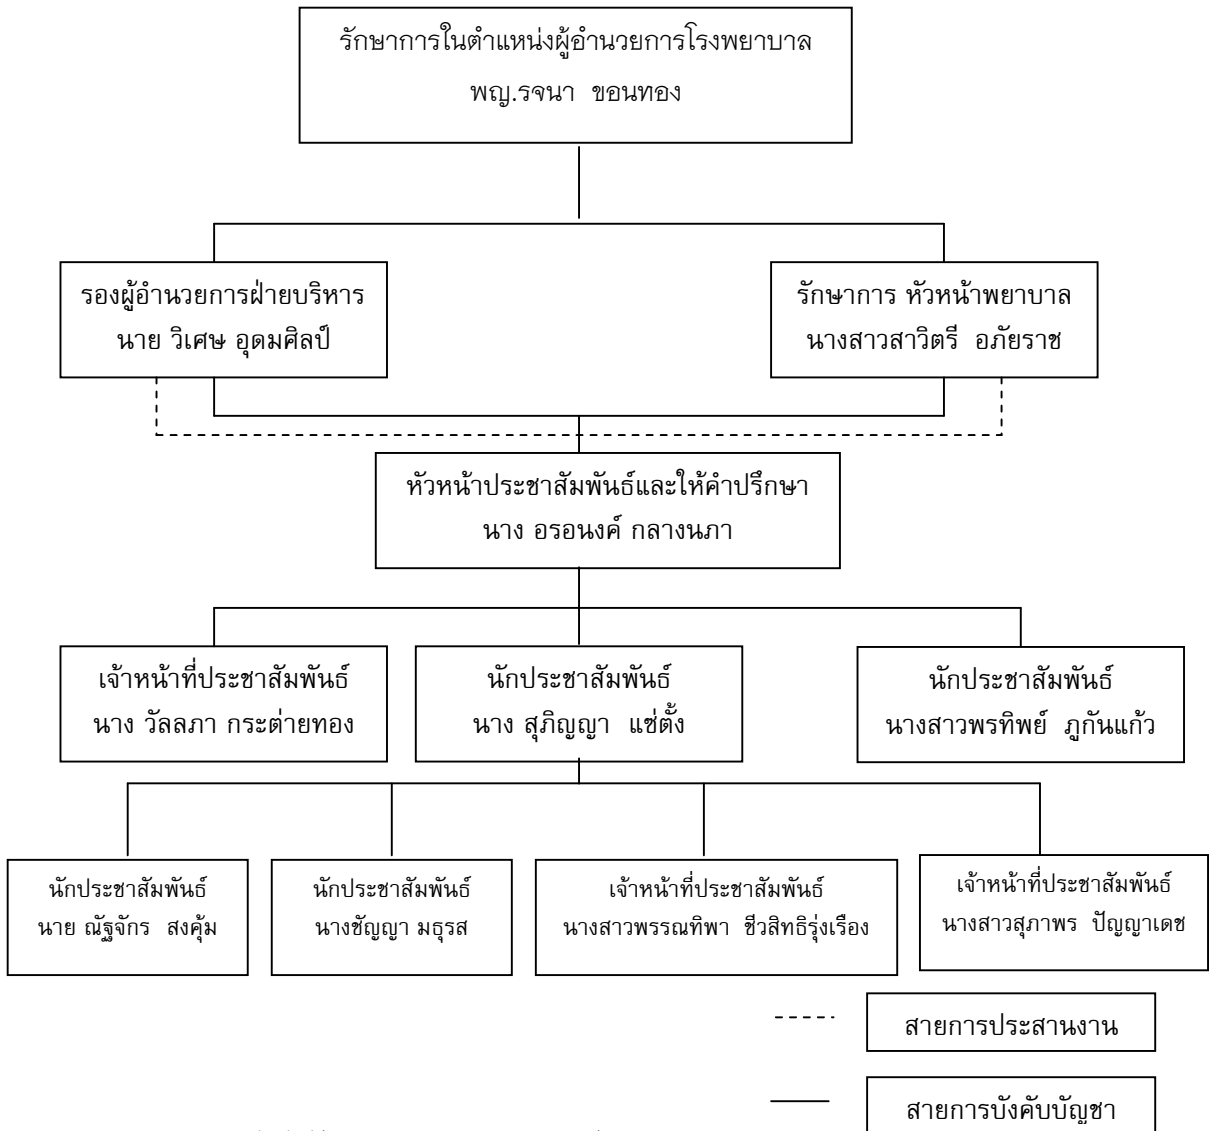 รักษาการในตำแหน่งผู้อำนวยการโรงพยาบาล
พญ.รจนา ขอนทอง
รองผู้อำนวยการฝ่ายบริหาร
นาย วิเศษ อุดมศิลป์
รักษาการ หัวหน้าพยาบาล
นางสาวสาวิตรี อภัยราช
หัวหน้าประชาสัมพันธ์และให้คำปรึกษา
นาง อรอนงค์ กลางนภา
เจ้าหน้าที่ประชาสัมพันธ์
นาง วัลลภา กระต่ายทอง
นักประชาสัมพันธ์
นาง สุภิญญา แซ่ตั้ง
นักประชาสัมพันธ์
นางสาวพรทิพย์ ภูกันแก้ว
นักประชาสัมพันธ์
นาย ณัฐจักร สงคุ้ม
นักประชาสัมพันธ์
นางชัญญา มธุรส
เจ้าหน้าที่ประชาสัมพันธ์
นางสาวพรรณทิพา ชีวสิทธิรุ่งเรือง
เจ้าหน้าที่ประชาสัมพันธ์
นางสาวสุภาพร ปัญญาเดช
สายการประสานงาน
สายการบังคับบัญชา